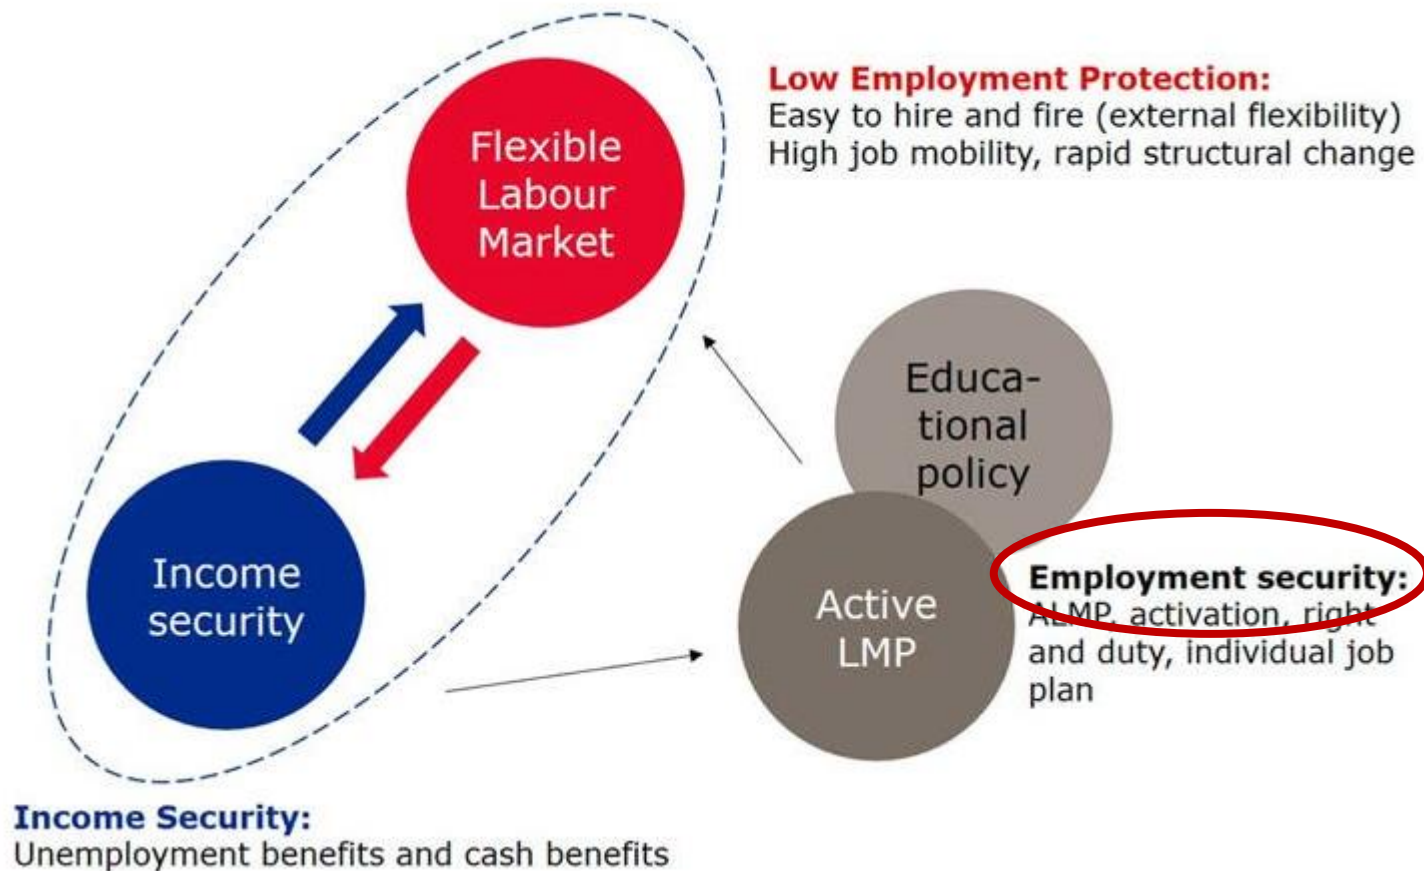 Flexible
Labour
Market
Low Employment Protection:
Easy to hire and fire (external flexibility)
High job mobility, rapid structural change
Educa-
tional
policy
Income
security
Active
LMP
Employment security:
ALMP, activation, right
and duty, individual job
plan
Income Security:
Unemployment benefits and cash benefits